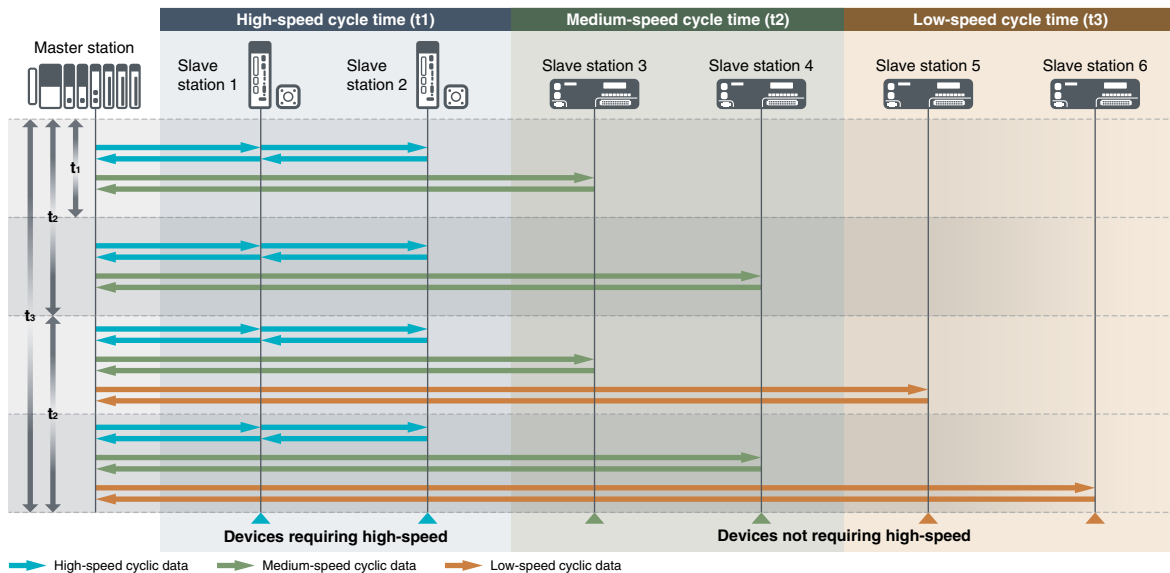 High-speed cycle time (t1)
Medium-speed cycle time (t2)
Low-speed cycle time (t3)
Master station
Slave
station 1
Slave
station 2
Slave station 3
Slave station 4
Slave station 5
Slave station 6
t1
t2
t3
t2
Devices requiring high-speed
Devices not requiring high-speed
High-speed cyclic data
Medium-speed cyclic data
Low-speed cyclic data